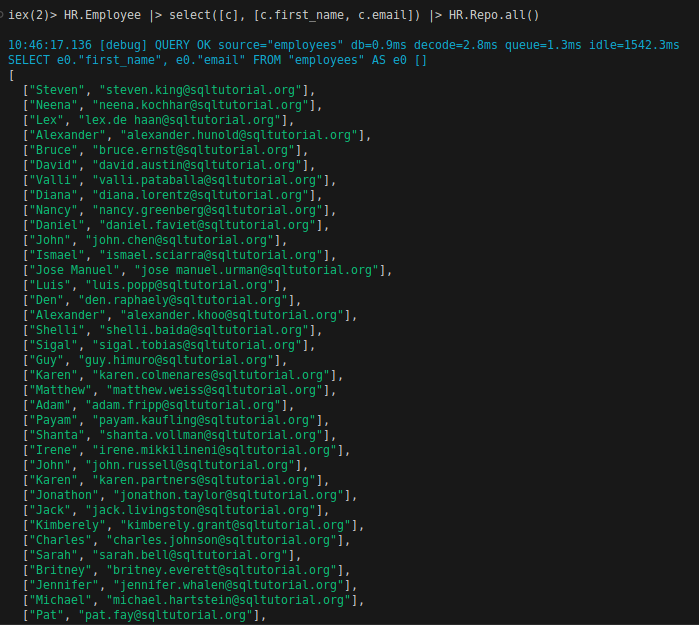 iex(2)> HR.Employee |> select([c], [c.first_name, c.email]) |> HR.Repo.all()
10:46:17.136 [debug] QUERY OK source="employees" db=0.9ms decode=2.8ms queue=1.3ms idle=1542.3ms
SELECT e0."first_name", e0."email" FROM "employees" AS e0 []
[
["Steven", "steven.king@sqltutorial.org"],
["Neena", "neena.kochhar@sqltutorial.org"],
["Lex", "lex.de haan@sqltutorial.org"],
["Alexander", "alexander.hunold@sqltutorial.org"],
["Bruce", "bruce.ernst@sqltutorial.org"],
["David", "david.austin@sqltutorial.org"],
["Valli", "valli.pataballa@sqltutorial.org"],
["Diana", "diana.lorentz@sqltutorial.org"],
["Nancy", "nancy.greenberg@sqltutorial.org"],
["Daniel", "daniel.faviet@sqltutorial.org"],
["John", "john.chen@sqltutorial.org"],
["Ismael", "ismael.sciarra@sqltutorial.org"],
["Jose Manuel", "jose manuel.urman@sqltutorial.org"],
["Luis", "luis.popp@sqltutorial.org"],
["Den", "den.raphaely@sqltutorial.org"],
["Alexander", "alexander.khoo@sqltutorial.org"],
["Shelli", "shelli.baida@sqltutorial.org"],
["Sigal", "sigal.tobias@sqltutorial.org"],
["Guy", "guy.himuro@sqltutorial.org"],
["Karen", "karen.colmenares@sqltutorial.org"],
["Matthew", "matthew.weiss@sqltutorial.org"],
["Adam", "adam.fripp@sqltutorial.org"],
["Payam", "payam.kaufling@sqltutorial.org"],
["Shanta", "shanta.vollman@sqltutorial.org"],
["Irene", "irene.mikkilineni@sqltutorial.org"],
["John", "john.russell@sqltutorial.org"],
["Karen", "karen.partners@sqltutorial.org"],
["Jonathon", "jonathon.taylor@sqltutorial.org"],
["Jack", "jack.livingston@sqltutorial.org"],
["Kimberely", "kimberely.grant@sqltutorial.org"],
["Charles", "charles.johnson@sqltutorial.org"],
["Sarah", "sarah.bell@sqltutorial.org"],
["Britney", "britney.everett@sqltutorial.org"],
["Jennifer", "jennifer.whalen@sqltutorial.org"],
["Michael", "michael.hartstein@sqltutorial.org"],
["Pat", "pat.fay@sqltutorial.org"],